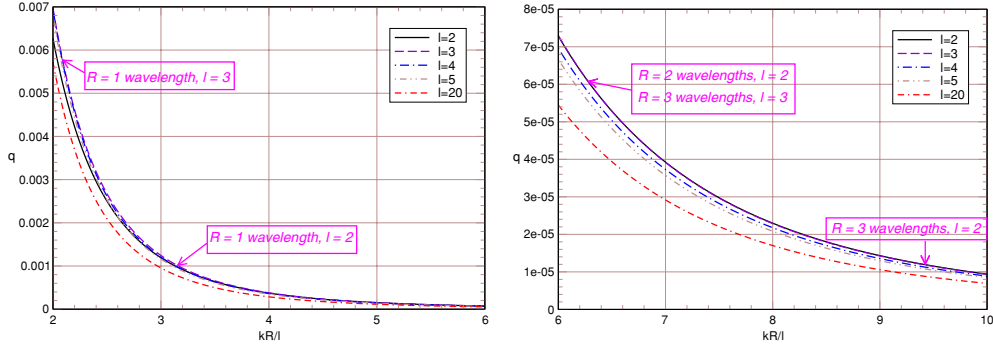 0.007
0.006
0.005
0.004
0.003
0.002
0.001
0
q
2
3
4
5
6
kR/l
l=2
l=3
l=4
l=5
l=20
R = 1 wavelength, l = 3
R = 1 wavelength, l = 2
8e-05
7e-05
6e-05
5e-05
4e-05
3e-05
2e-05
1e-05
0
q
6
7
8
9
10
kR/l
l=2
l=3
l=4
l=5
l=20
R = 2 wavelengths, l = 2
R = 3 wavelengths, l = 3
R = 3 wavelengths, l = 2